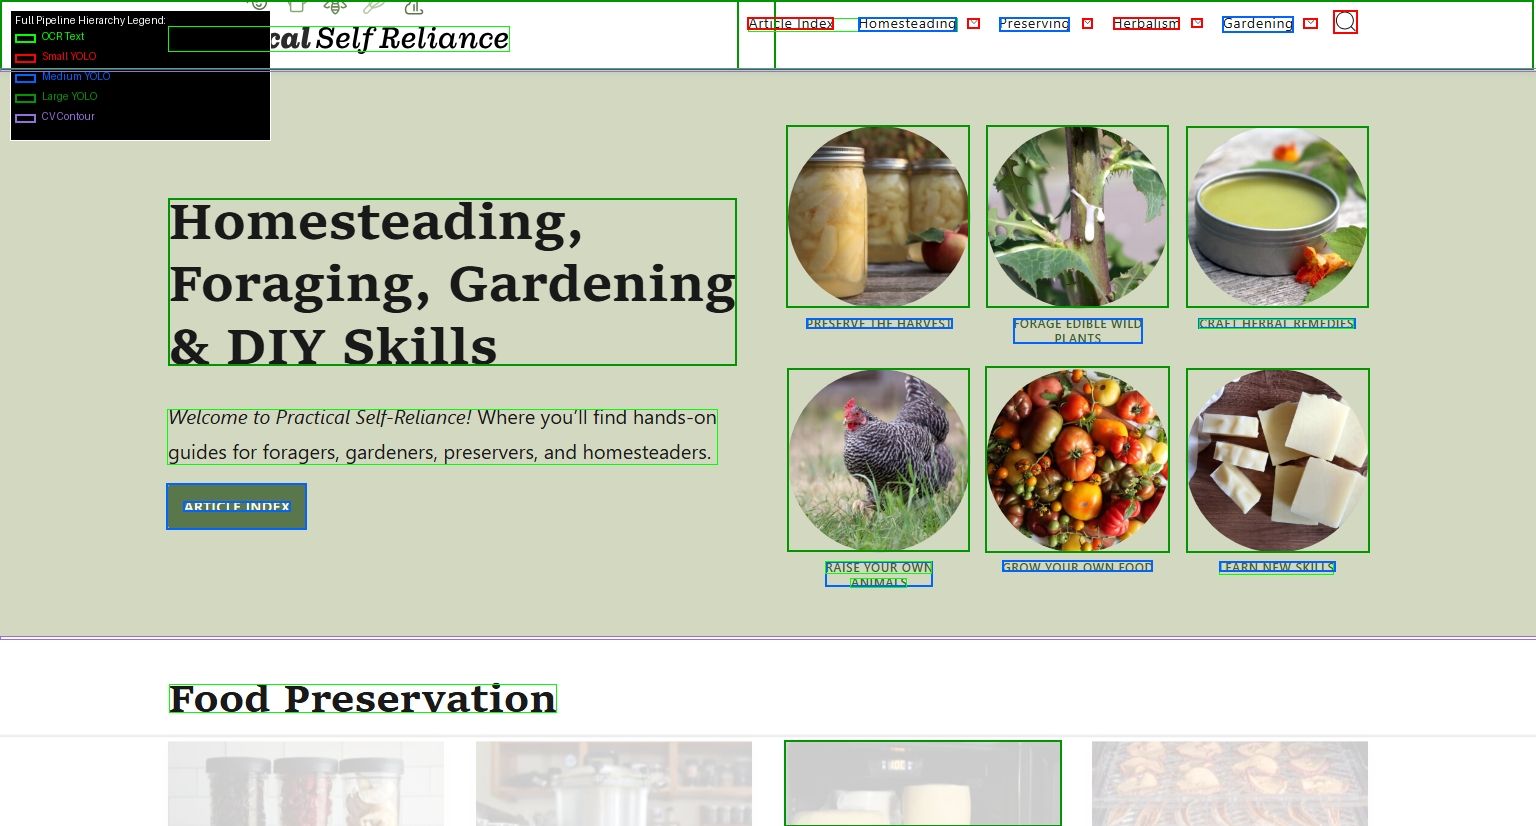 Full Pipeline Hierarchy Legend:
OCR Text
Small YOLO
Medium YOLO
Large YOLO
CV Contour
cal Self Reliance
Article Index Homesteading Preserving Herbalism Gardening
Homesteading,
Foraging, Gardening
& DIY Skills
Welcome to Practical Self-Reliance! Where you'll find hands-on
guides for foragers, gardeners, preservers, and homesteaders.
ARTICLE INDEX
PRESERVE THE HARVEST
FORAGE EDIBLE WILD
PLANTS
CRAFT HERBAL REMEDIES
RAISE YOUR OWN
ANIMALS
GROW YOUR OWN FOOD
LEARN NEW SKILLS
Food Preservation